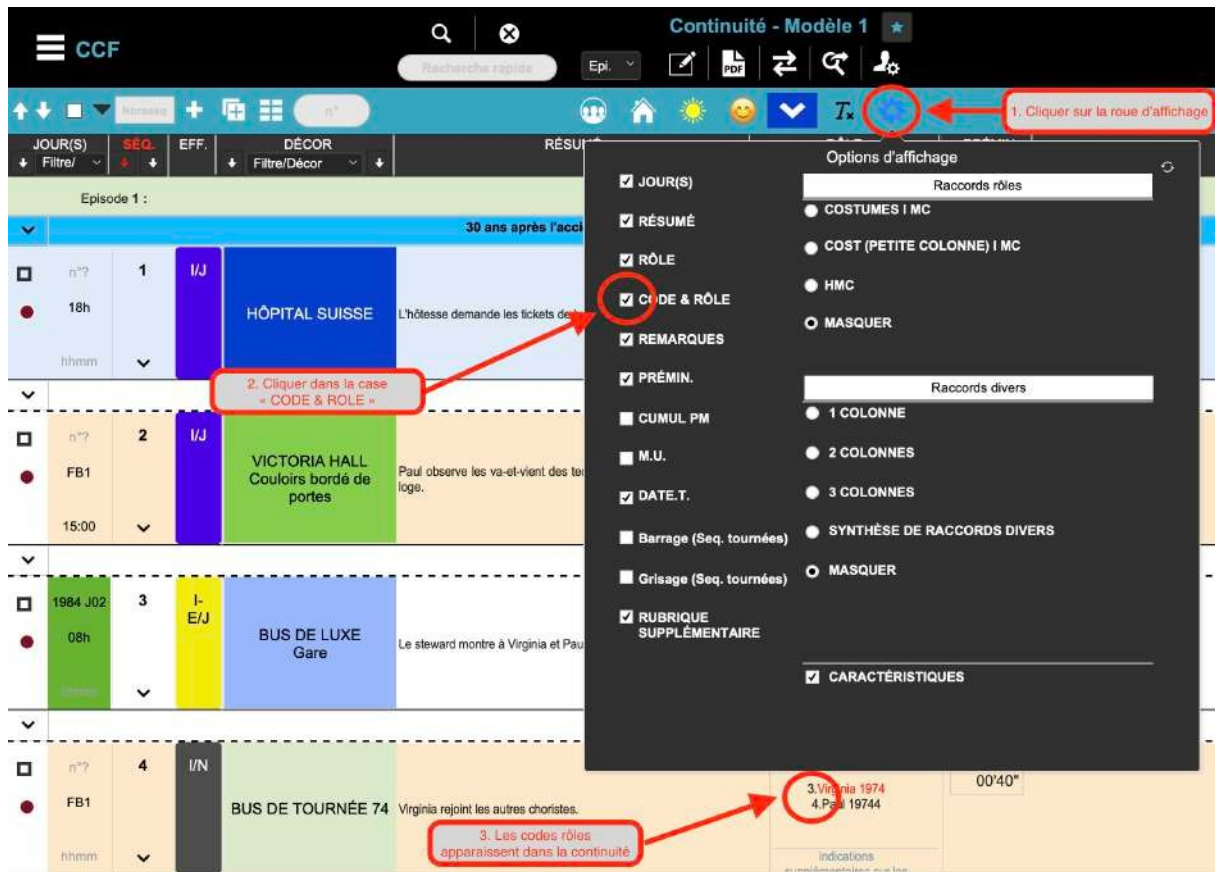 Continuité - Modèle 1
CCF
Recherche rapide
Epi.
PDF
n°
Tx
1. Cliquer sur la roue d'affichage
JOUR(S)
SÉQ.
EFF.
DÉCOR
Filtre/
Filtre/Décor
Options d'affichage
JOUR(S)
RÉSUMÉ
RÔLE
CODE & RÔLE
REMARQUES
PRÉMIN.
CUMUL PM
M.U.
DATE.T.
Barrage (Seq. tournées)
Grisage (Seq. tournées)
RUBRIQUE
SUPPLÉMENTAIRE
Raccords rôles
COSTUMES I MC
COST (PETITE COLONNE) I MC
HMC
MASQUER
Raccords divers
1 COLONNE
2 COLONNES
3 COLONNES
SYNTHÈSE DE RACCORDS DIVERS
MASQUER
CARACTÉRISTIQUES
Episode 1 :
30 ans après l'acci
n°?
1
I/J
18h
HÔPITAL SUISSE
L'hôtesse demande les tickets de
hhmm
2. Cliquer dans la case
« CODE & ROLE »
n°?
2
I/J
FB1
VICTORIA HALL
Couloirs bordé de
portes
Paul observe les va-et-vient des te
loge.
15:00
1984 J02
3
I-
E/J
08h
BUS DE LUXE
Gare
Le steward montre à Virginia et Pau
hhmm
n°?
4
I/N
FB1
BUS DE TOURNÉE 74
Virginia rejoint les autres choristes.
3.Virginia 1974
4.Paul 19744
00'40"
3. Les codes rôles
apparaissent dans la continuité
hhmm
indications